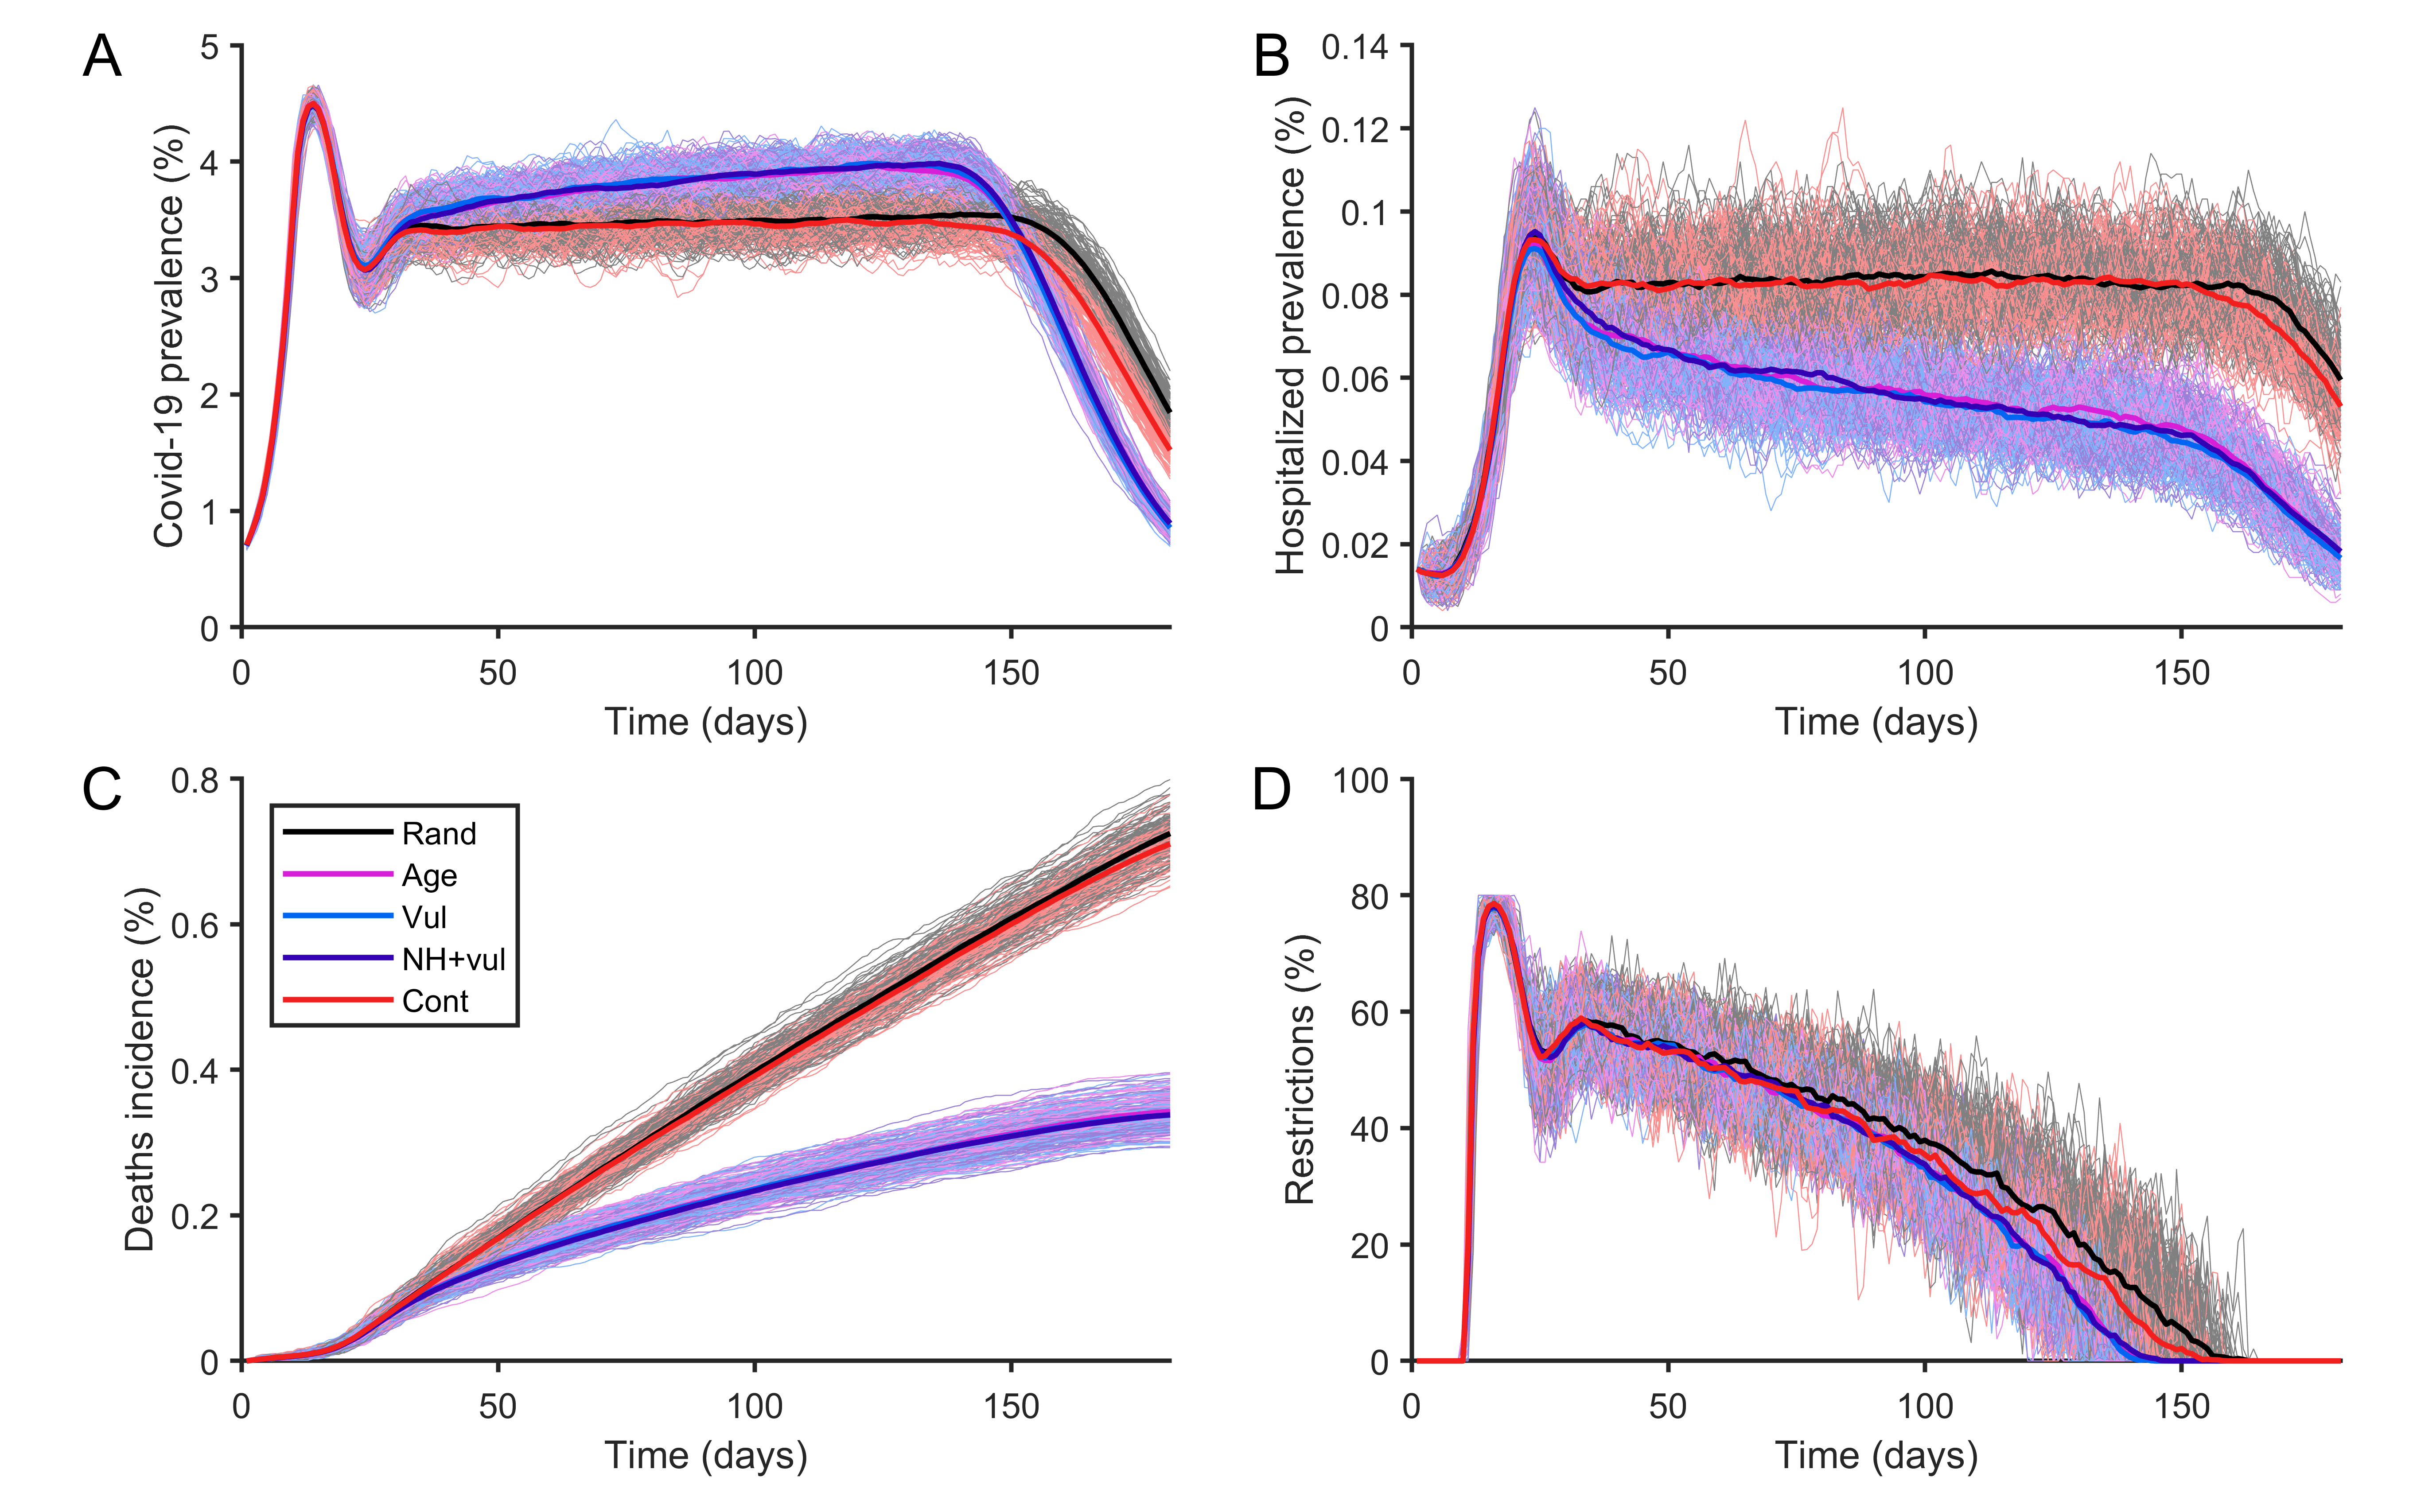 A
Covid-19 prevalence (%)
5
4
3
2
1
0
0 50 100 150
Time (days)
B
Hospitalized prevalence (%)
0.14
0.12
0.1
0.08
0.06
0.04
0.02
0
0 50 100 150
Time (days)
C
Deaths incidence (%)
0.8
0.6
0.4
0.2
0
Rand
Age
Vul
NH+vul
Cont
0 50 100 150
Time (days)
D
Restrictions (%)
100
80
60
40
20
0
0 50 100 150
Time (days)